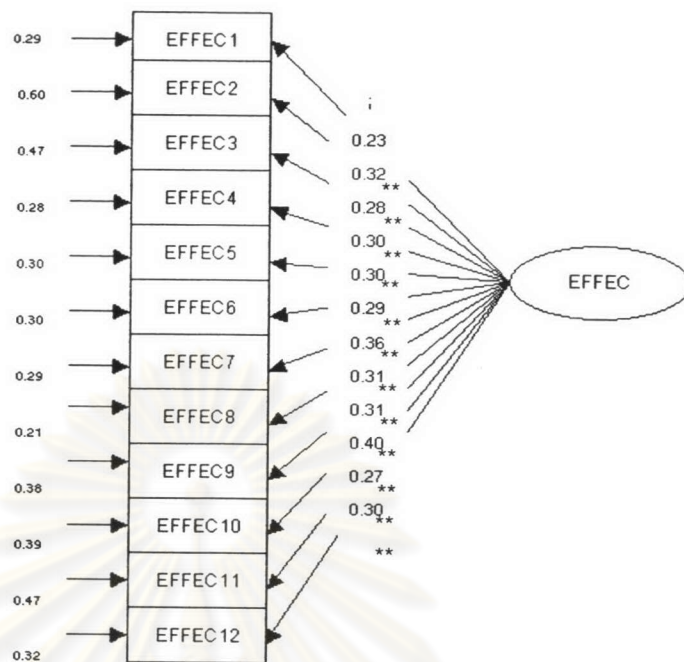 0.29
EFFEC1
0.60
EFFEC2
0.47
EFFEC3
0.28
EFFEC4
0.30
EFFEC5
0.30
EFFEC6
0.29
EFFEC7
0.21
EFFEC8
0.38
EFFEC9
0.39
EFFEC10
0.47
EFFEC11
0.32
EFFEC12
i
0.23
0.32**
0.28**
0.30**
0.30**
0.29**
0.36**
0.31**
0.31**
0.40**
0.27**
0.30**
**
EFFEC